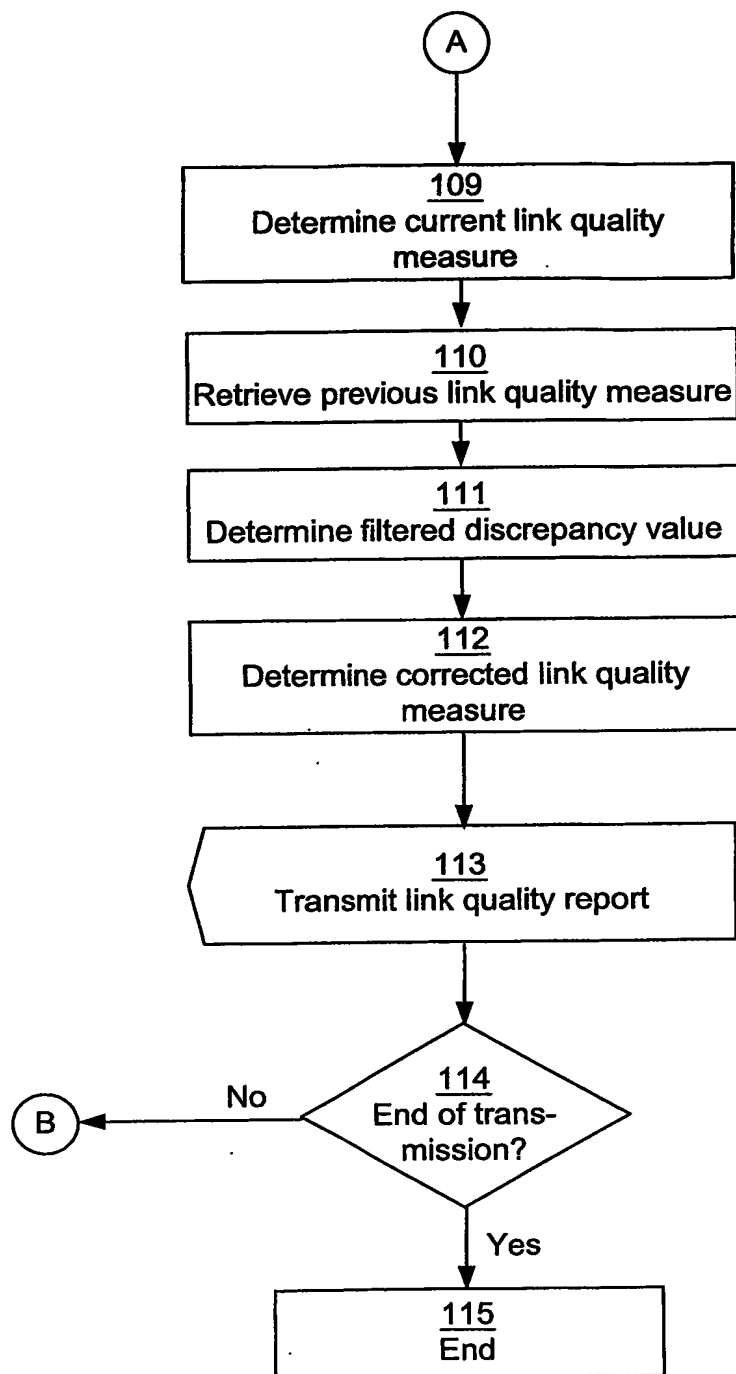 A
109
Determine current link quality
measure
110
Retrieve previous link quality measure
111
Determine filtered discrepancy value
112
Determine corrected link quality
measure
113
Transmit link quality report
114
End of trans-
mission?
No
B
Yes
115
End